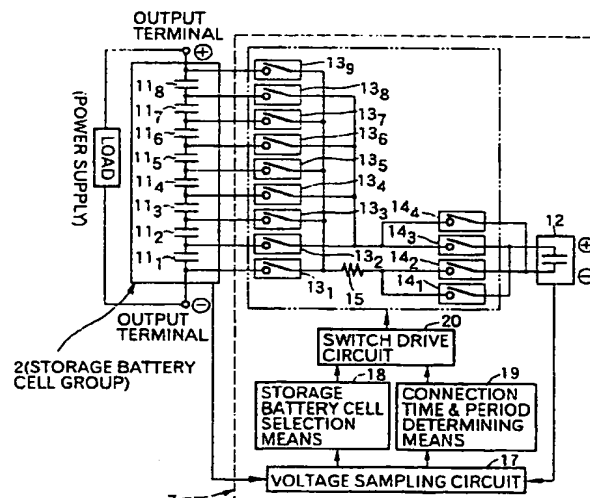 OUTPUT
TERMINAL
⊕
(POWER SUPPLY)
LOAD
11₈
11₇
11₆
11₅
11₄
11₃
11₂
11₁
⊖
OUTPUT
TERMINAL
2(STORAGE BATTERY
CELL GROUP)
13₉
13₈
13₇
13₆
13₅
13₄
13₃
13₂
13₁
15
14₄
14₃
14₂
14₁
12
⊕
⊖
20
SWITCH DRIVE
CIRCUIT
18
STORAGE
BATTERY CELL
SELECTION
MEANS
19
CONNECTION
TIME & PERIOD
DETERMINING
MEANS
17
VOLTAGE SAMPLING CIRCUIT